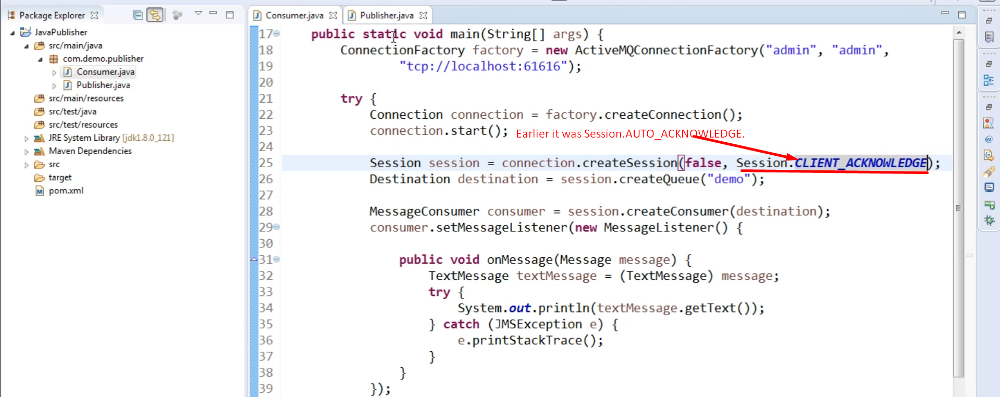 Package Explorer
JavaPublisher
src/main/java
com.demo.publisher
Consumer.java
Publisher.java
src/main/resources
src/test/java
src/test/resources
JRE System Library [jdk1.8.0_121]
Maven Dependencies
src
target
pom.xml
Consumer.java Publisher.java
17 public static void main(String[] args) {
18 ConnectionFactory factory = new ActiveMQConnectionFactory("admin", "admin",
19 "tcp://localhost:61616");
20
21 try {
22 Connection connection = factory.createConnection();
23 connection.start();
Earlier it was Session.AUTO_ACKNOWLEDGE.
24
25 Session session = connection.createSession(false, Session.CLIENT_ACKNOWLEDGE);
26 Destination destination = session.createQueue("demo");
27
28 MessageConsumer consumer = session.createConsumer(destination);
29 consumer.setMessageListener(new MessageListener() {
30
31 public void onMessage(Message message) {
32 TextMessage textMessage = (TextMessage) message;
33 try {
34 System.out.println(textMessage.getText());
35 } catch (JMSException e) {
36 e.printStackTrace();
37 }
38 }
39 });